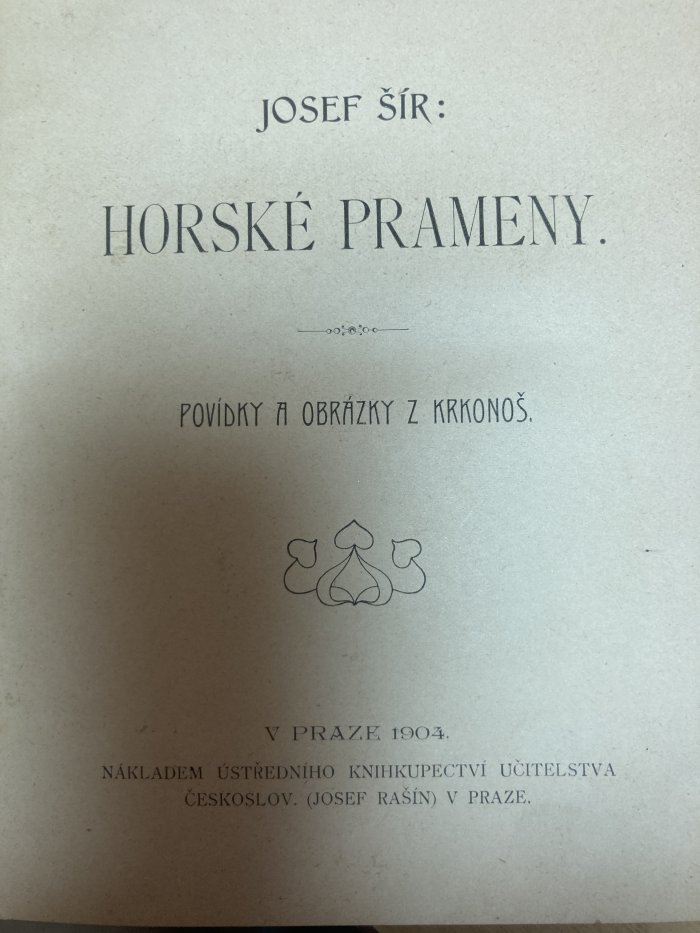 JOSEF ŠÍR:
HORSKÉ PRAMENY.
POVÍDKY A OBRÁZKY Z KRKONOŠ.
V PRAZE 1904.
NÁKLADEM ÚSTŘEDNÍHO KNIHKUPECTVÍ UČITELSTVA
ČESKOSLOV. (JOSEF RAŠÍN) V PRAZE.